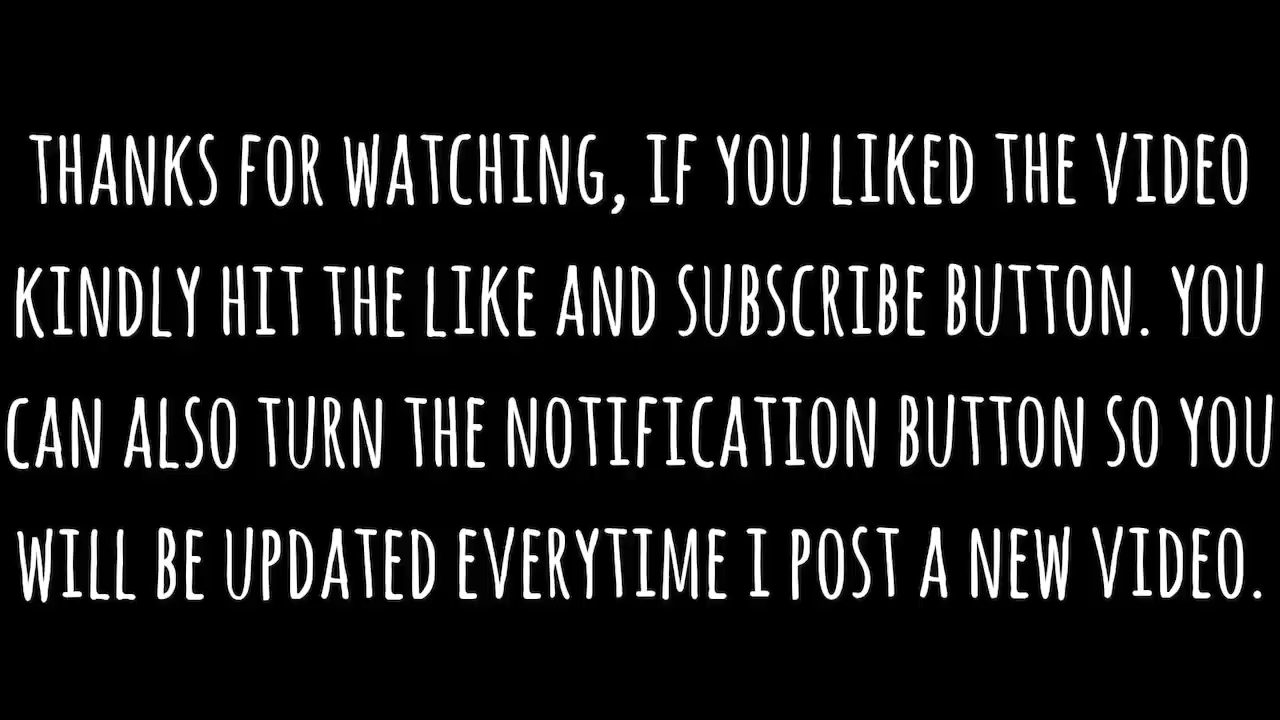 THANKS FOR WATCHING, IF YOU LIKED THE VIDEO
KINDLY HIT THE LIKE AND SUBSCRIBE BUTTON. YOU
CAN ALSO TURN THE NOTIFICATION BUTTON SO YOU
WILL BE UPDATED EVERYTIME I POST A NEW VIDEO.